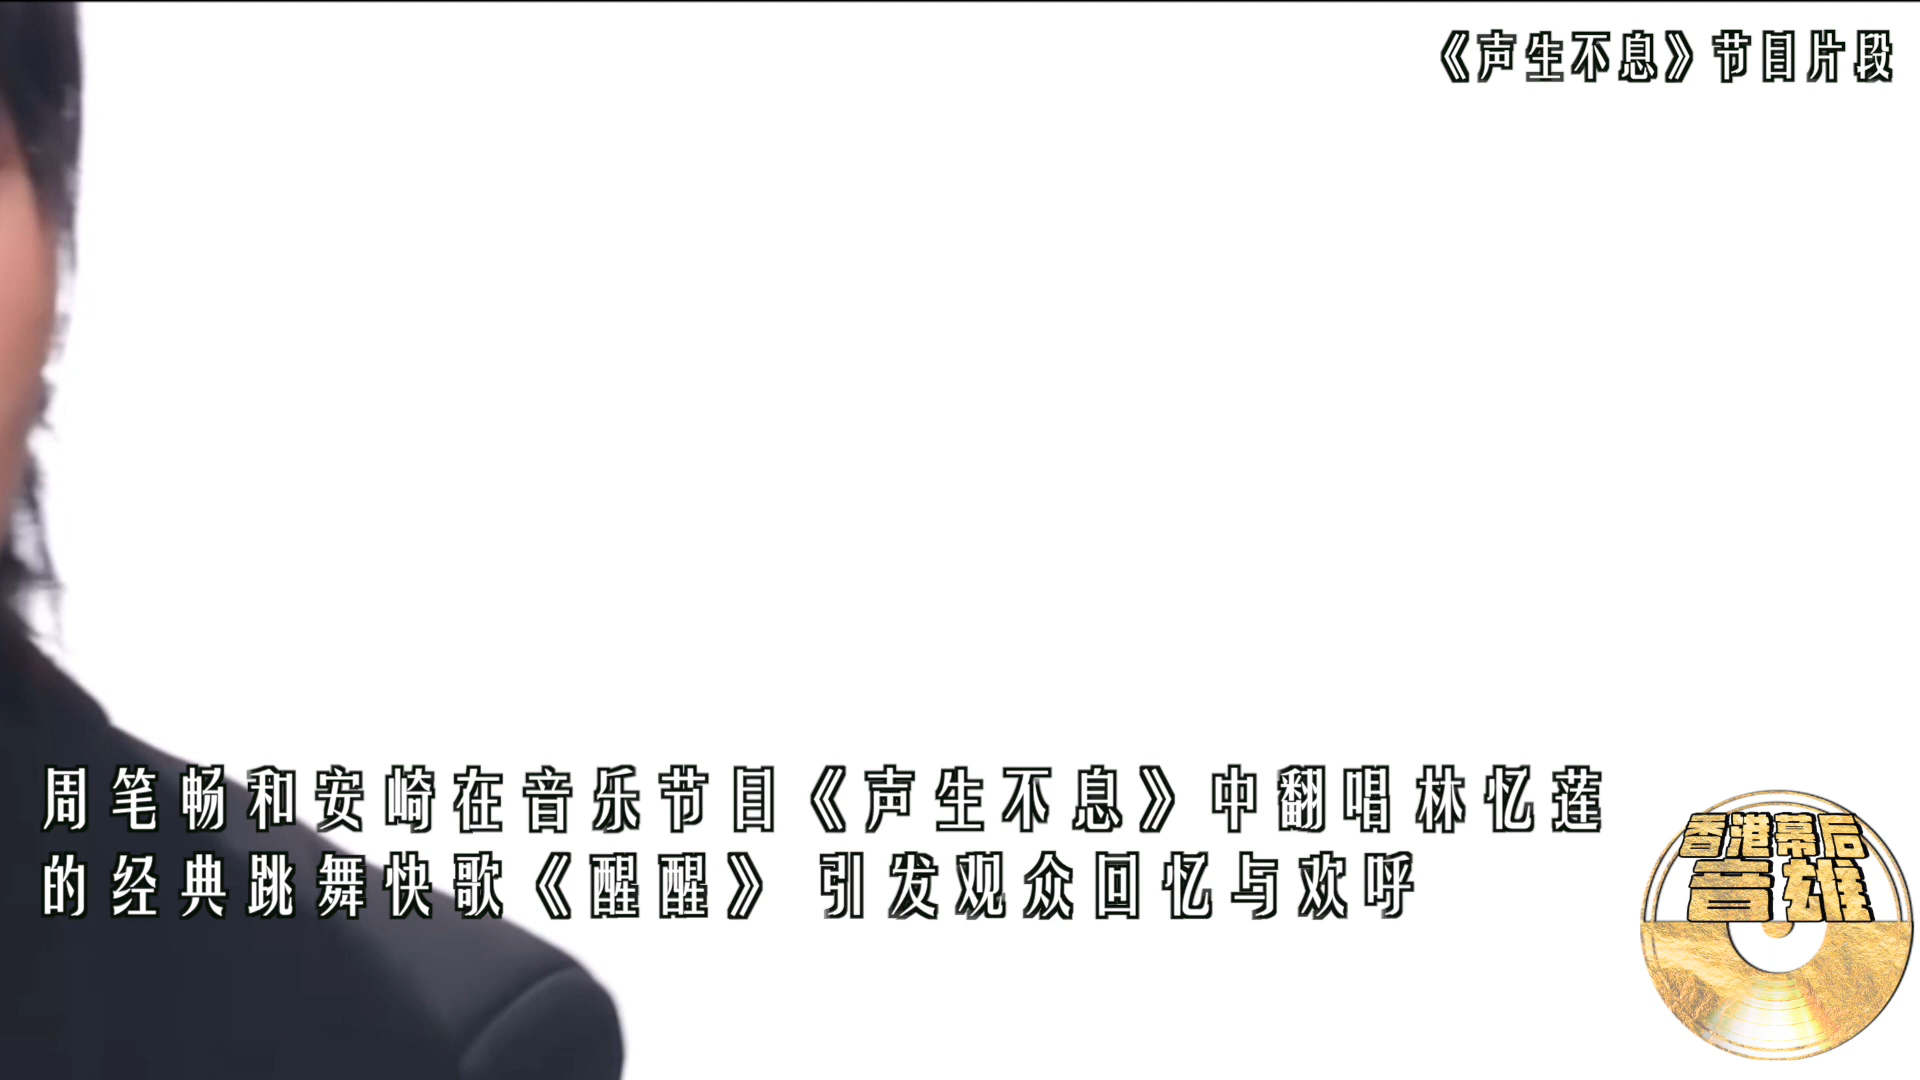 《声生不息》节目片段
周笔畅和安崎在音乐节目《声生不息》中翻唱林忆莲
的经典跳舞快歌《醒醒》 引发观众回忆与欢呼
香港幕后
音雄